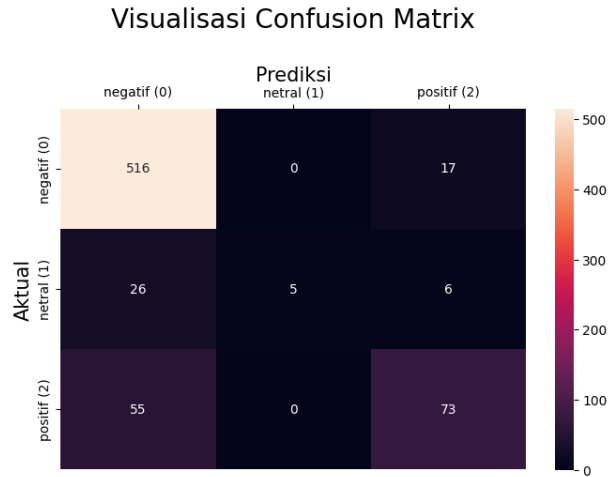 Visualisasi Confusion Matrix
Prediksi
negatif (0) netral (1) positif (2)
Aktual
negatif (0) 516 0 17
netral (1) 26 5 6
positif (2) 55 0 73
500
400
300
200
100
0